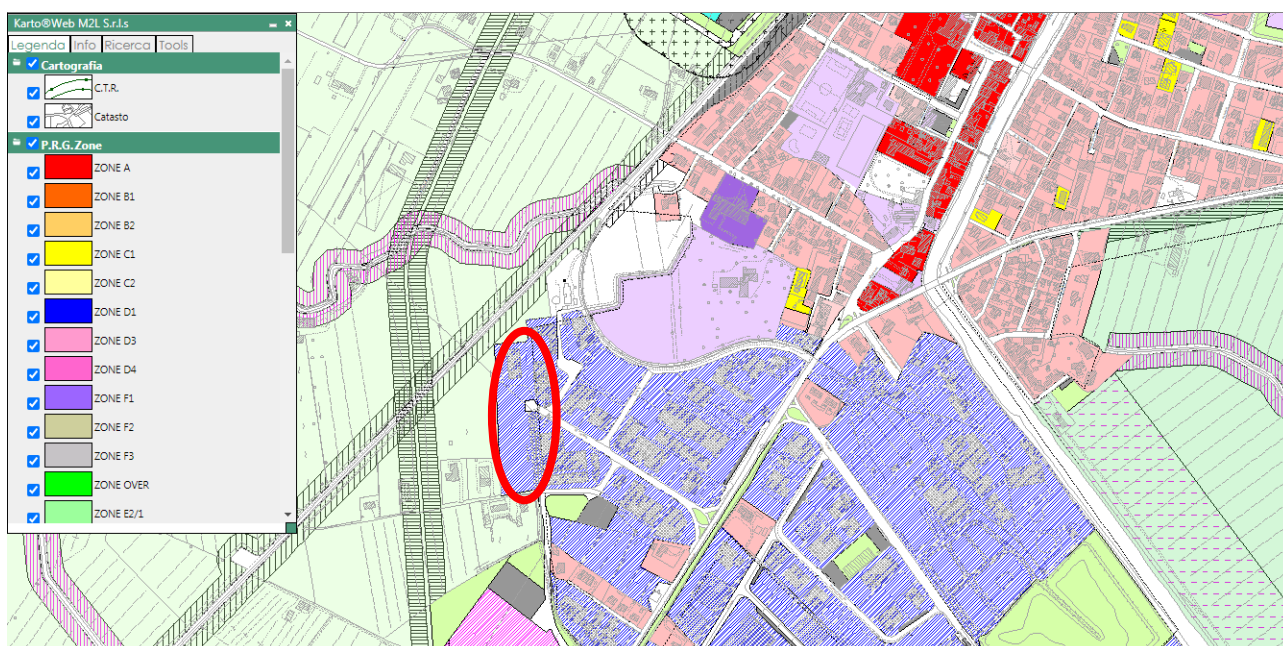 Karto®Web M2L S.r.l.s
Legenda Info Ricerca Tools
Cartografia
C.T.R.
Catasto
P.R.G.Zone
ZONE A
ZONE B1
ZONE B2
ZONE C1
ZONE C2
ZONE D1
ZONE D3
ZONE D4
ZONE F1
ZONE F2
ZONE F3
ZONE OVER
ZONE E2/1